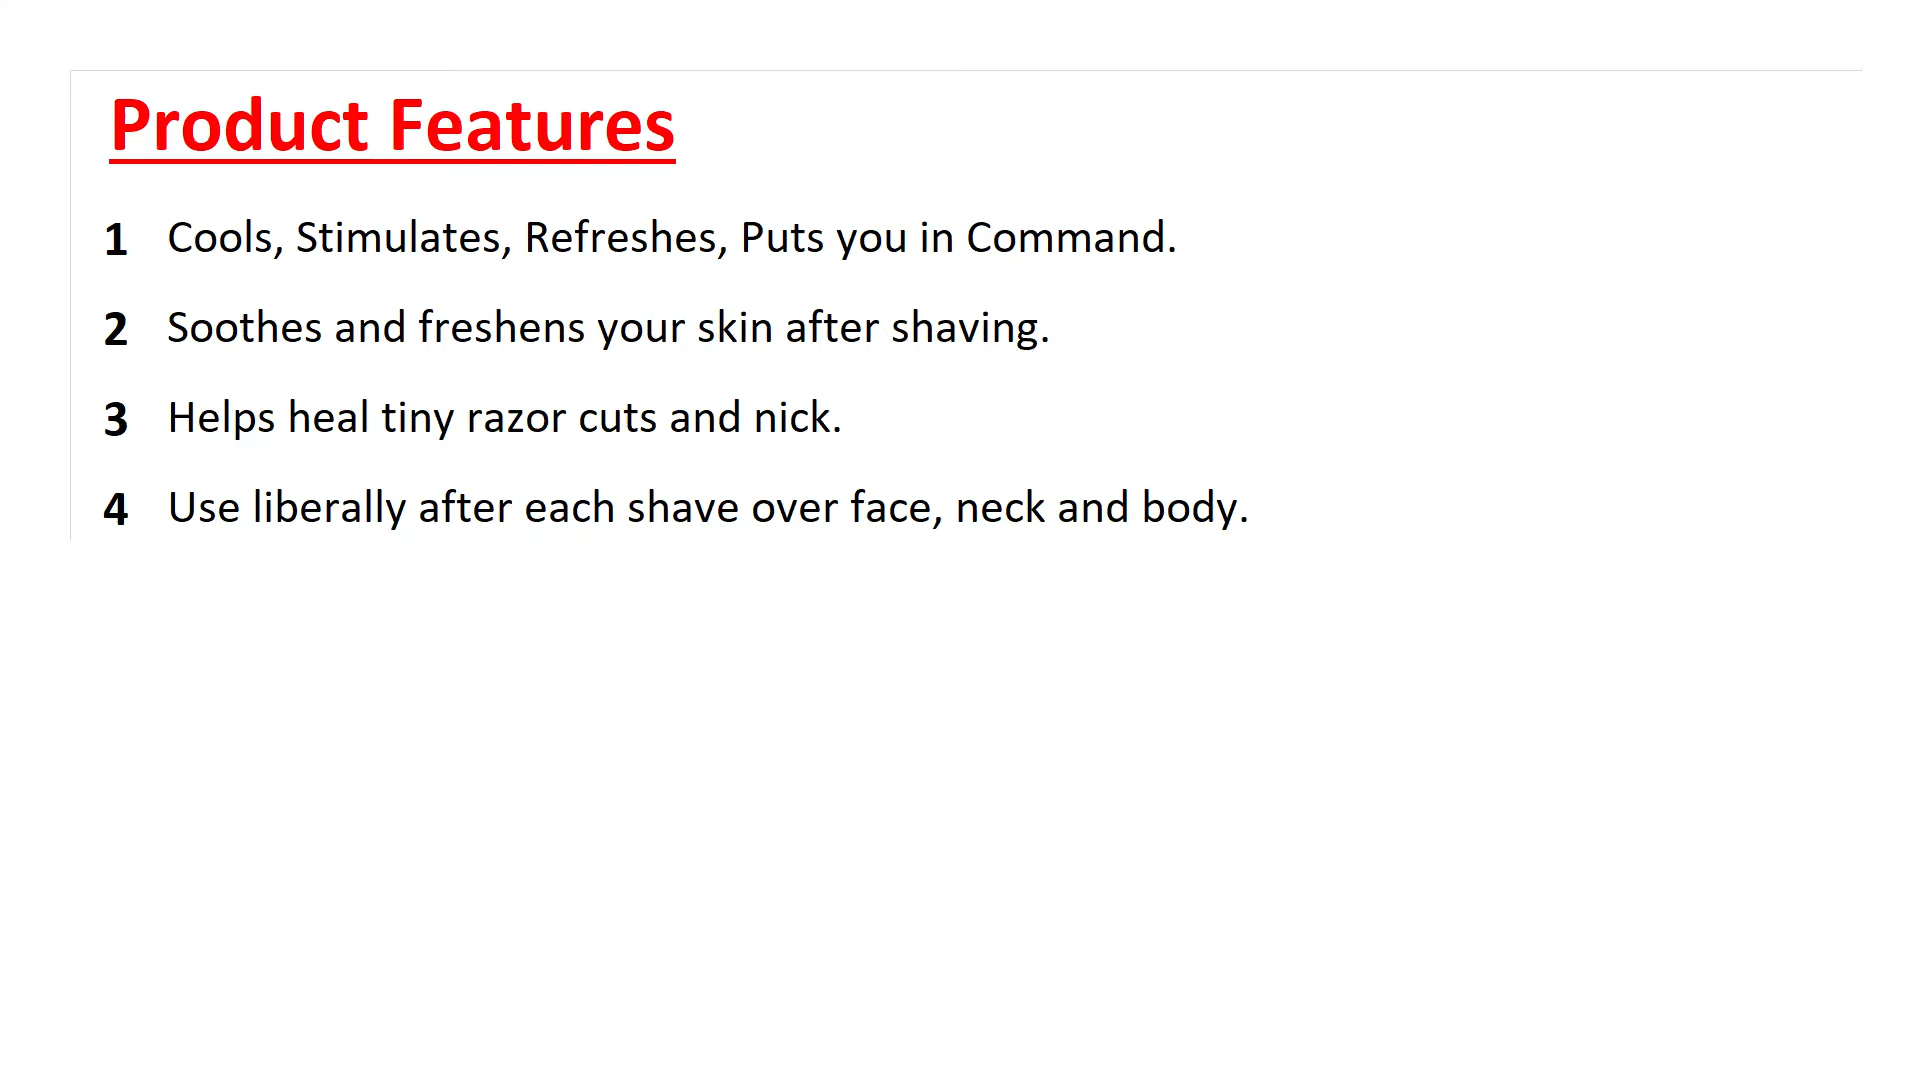 Product Features
1 Cools, Stimulates, Refreshes, Puts you in Command.
2 Soothes and freshens your skin after shaving.
3 Helps heal tiny razor cuts and nick.
4 Use liberally after each shave over face, neck and body.